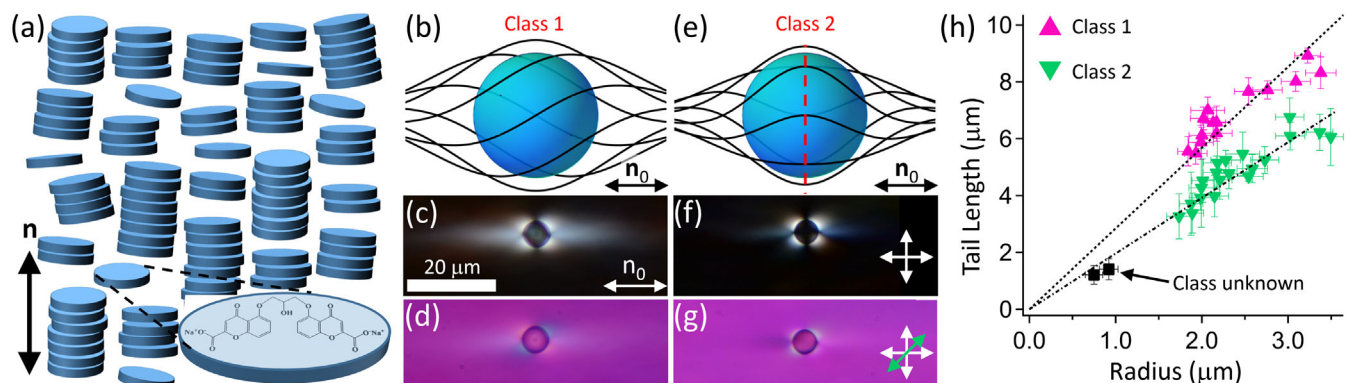 (a)
n
Na⁺O⁻
O
O
O
O
OH
O
O
O
O
O⁻Na⁺
(b)
Class 1
n₀
(c)
20 μm
n₀
(d)
(e)
Class 2
n₀
(f)
(g)
(h)
Tail Length (μm)
10
8
6
4
2
0
Class 1
Class 2
Class unknown
0.0
1.0
2.0
3.0
Radius (μm)